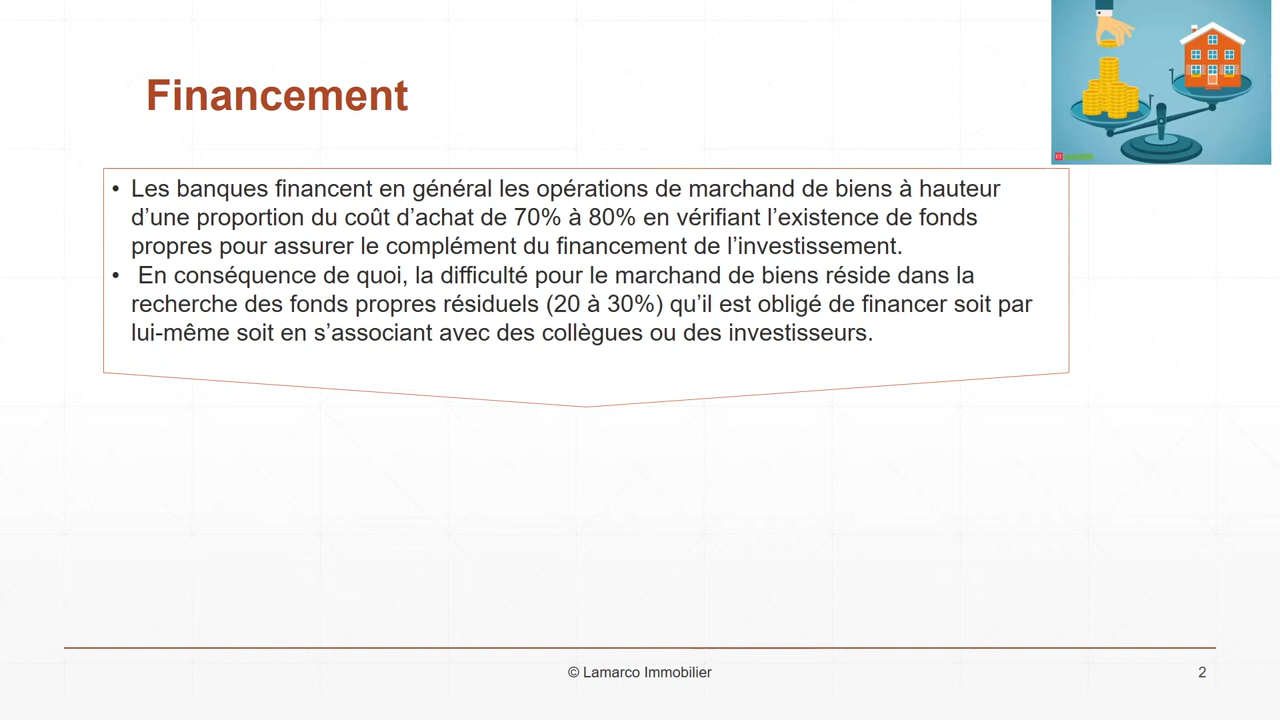 Financement
• Les banques financent en général les opérations de marchand de biens à hauteur
d’une proportion du coût d’achat de 70% à 80% en vérifiant l’existence de fonds
propres pour assurer le complément du financement de l’investissement.
• En conséquence de quoi, la difficulté pour le marchand de biens réside dans la
recherche des fonds propres résiduels (20 à 30%) qu’il est obligé de financer soit par
lui-même soit en s’associant avec des collègues ou des investisseurs.
© Lamarco Immobilier
2